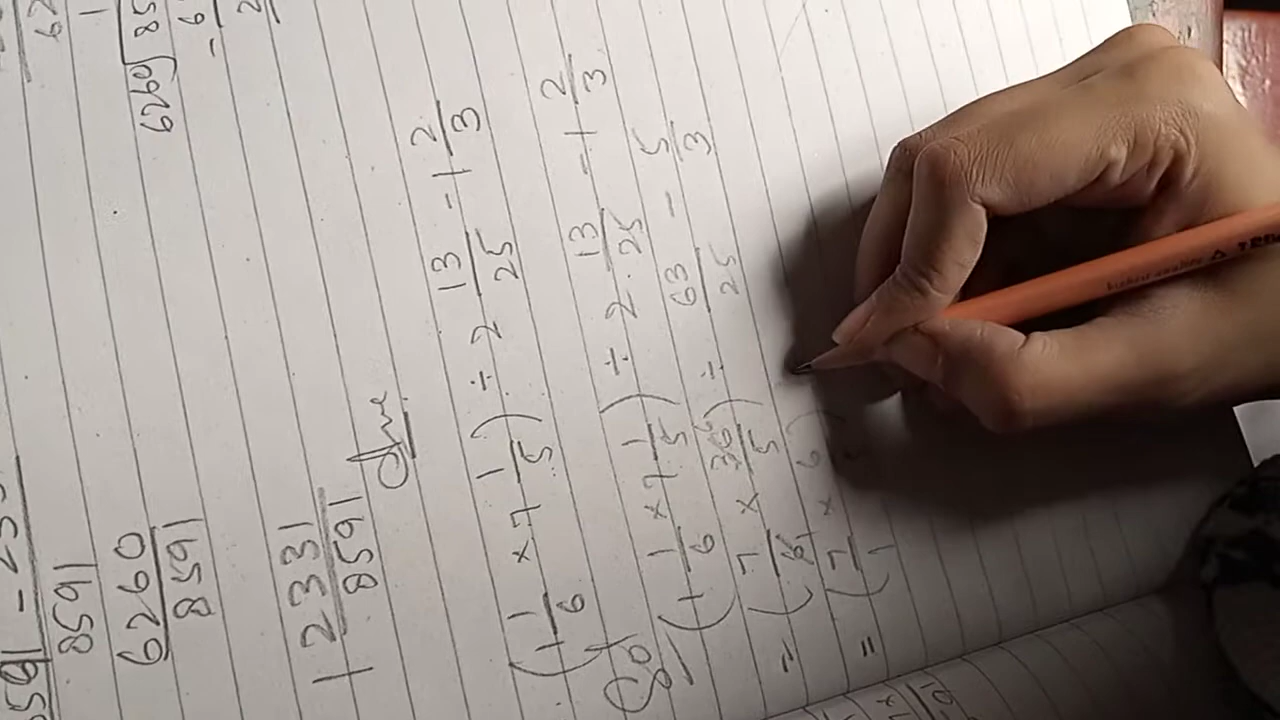 8591
6260
8591
1 2331
8591
Ans
(1 1/6 × 7 1/5) ÷ 2 13/25 - 1 2/3
Sol
(1 1/6 × 7 1/5) ÷ 2 13/25 - 1 2/3
= (7/6 × 36/5) ÷ 63/25 - 5/3
= (7/1 × 6/5)